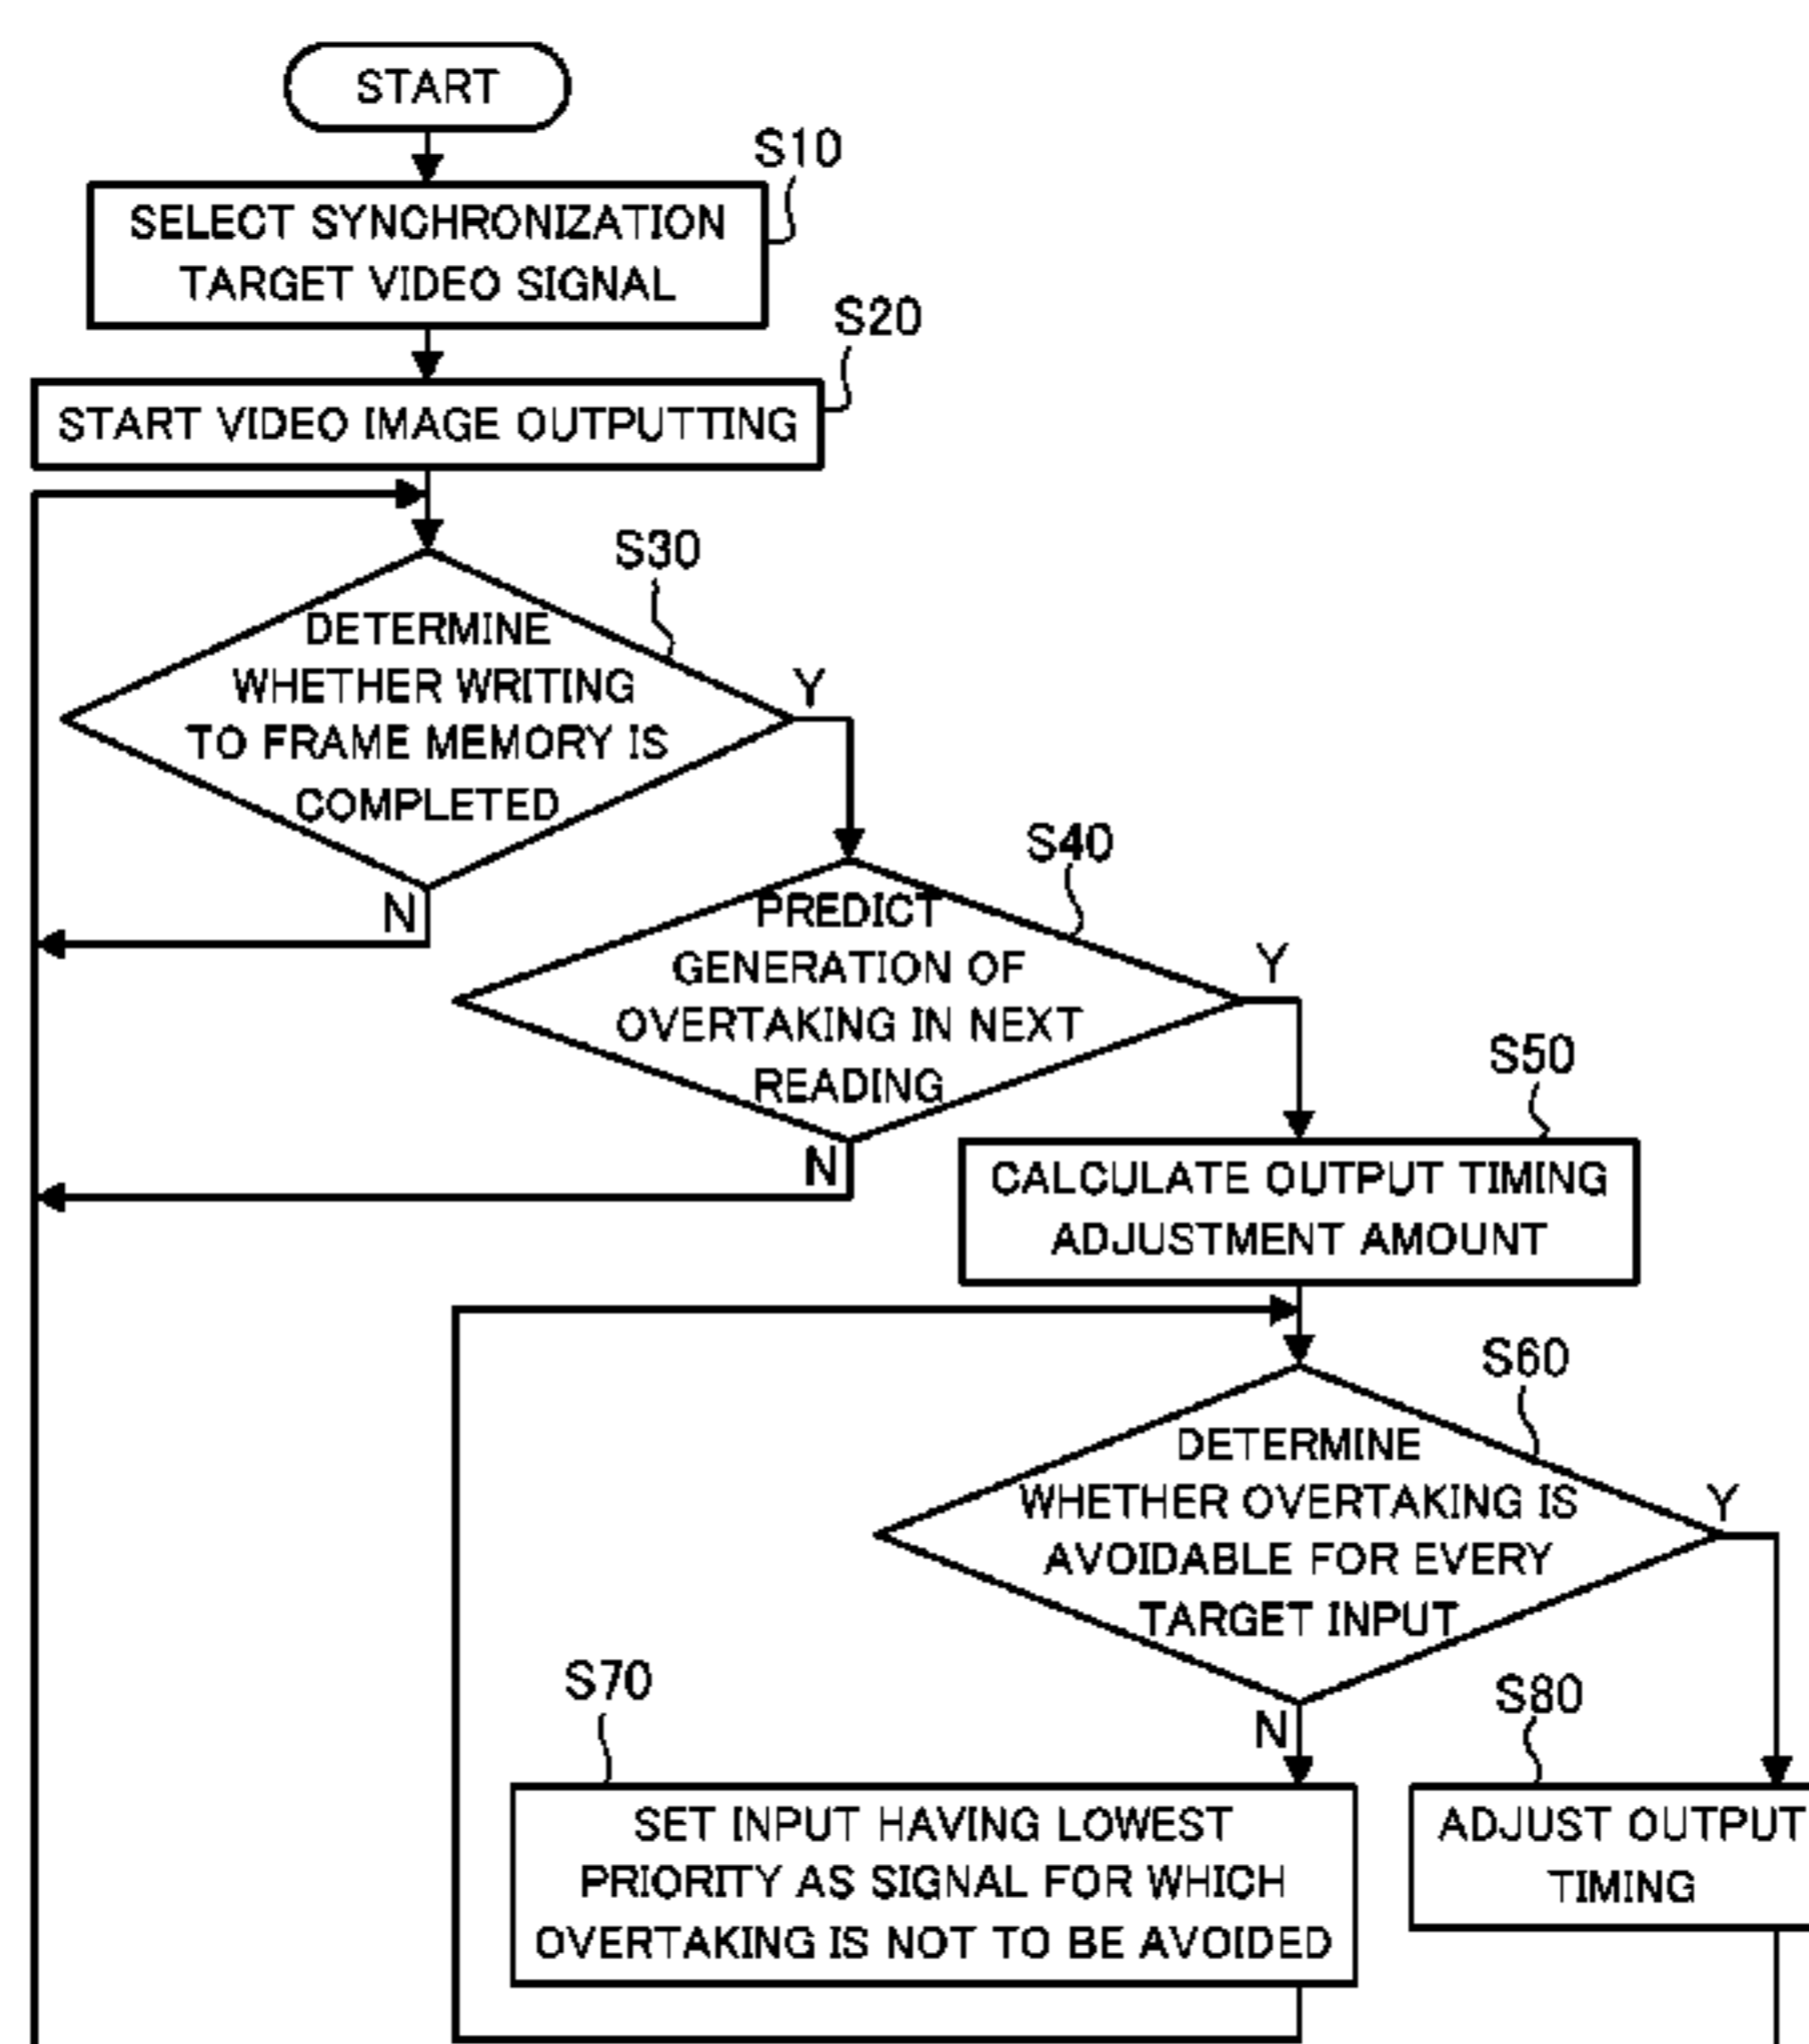 START
S10
SELECT SYNCHRONIZATION
TARGET VIDEO SIGNAL
S20
START VIDEO IMAGE OUTPUTTING
S30
DETERMINE
WHETHER WRITING
TO FRAME MEMORY IS
COMPLETED
Y
N
S40
PREDICT
GENERATION OF
OVERTAKING IN NEXT
READING
Y
N
S50
CALCULATE OUTPUT TIMING
ADJUSTMENT AMOUNT
S60
DETERMINE
WHETHER OVERTAKING IS
AVOIDABLE FOR EVERY
TARGET INPUT
Y
N
S70
SET INPUT HAVING LOWEST
PRIORITY AS SIGNAL FOR WHICH
OVERTAKING IS NOT TO BE AVOIDED
S80
ADJUST OUTPUT
TIMING